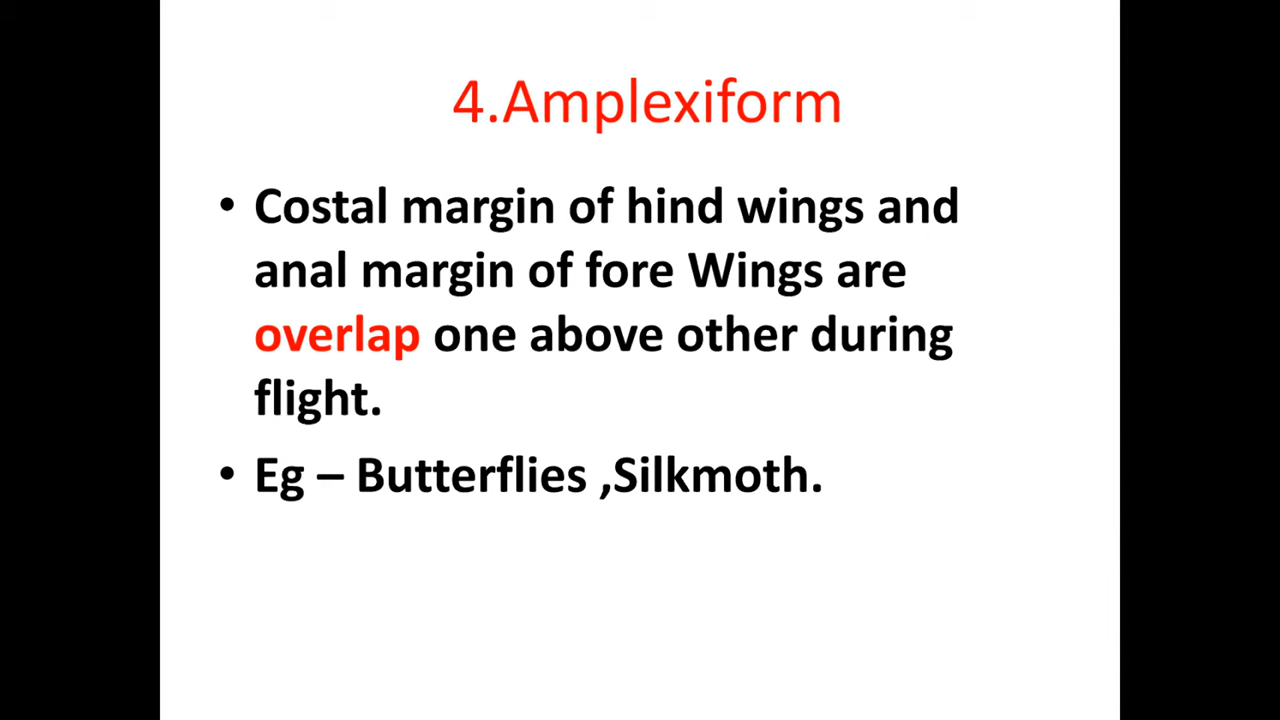 4.Amplexiform
• Costal margin of hind wings and
anal margin of fore Wings are
overlap one above other during
flight.
• Eg – Butterflies ,Silkmoth.